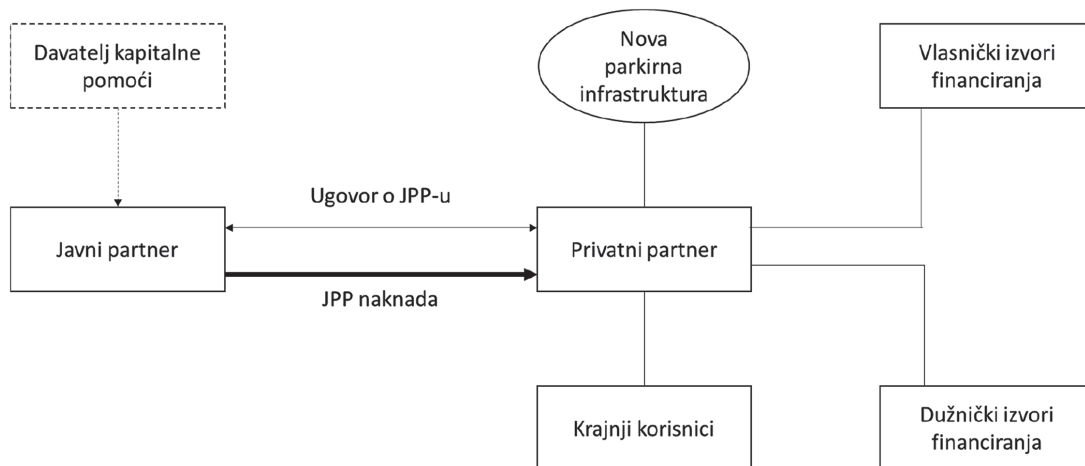 Davatelj kapitalne
pomoći
Nova
parkirna
infrastruktura
Vlasnički izvori
financiranja
Ugovor o JPP-u
Javni partner
Privatni partner
JPP naknada
Krajnji korisnici
Dužnički izvori
financiranja